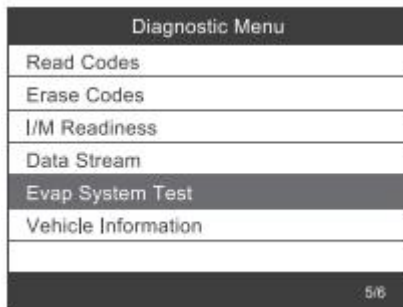 Diagnostic Menu
Read Codes
Erase Codes
I/M Readiness
Data Stream
Evap System Test
Vehicle Information
5/6